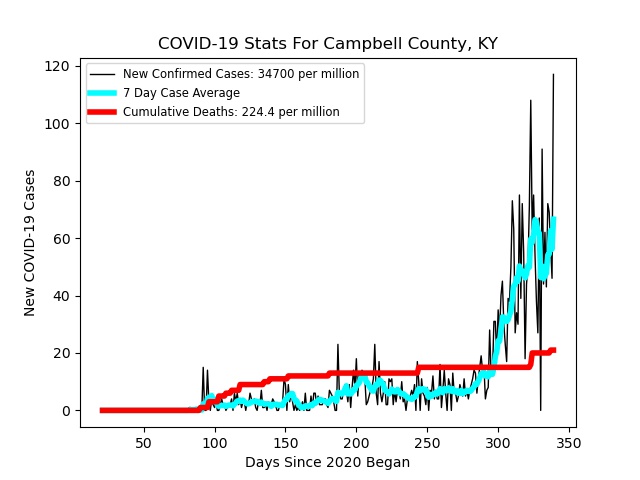 COVID-19 Stats For Campbell County, KY
New Confirmed Cases: 34700 per million
7 Day Case Average
Cumulative Deaths: 224.4 per million
New COVID-19 Cases
120
100
80
60
40
20
0
50 100 150 200 250 300 350
Days Since 2020 Began